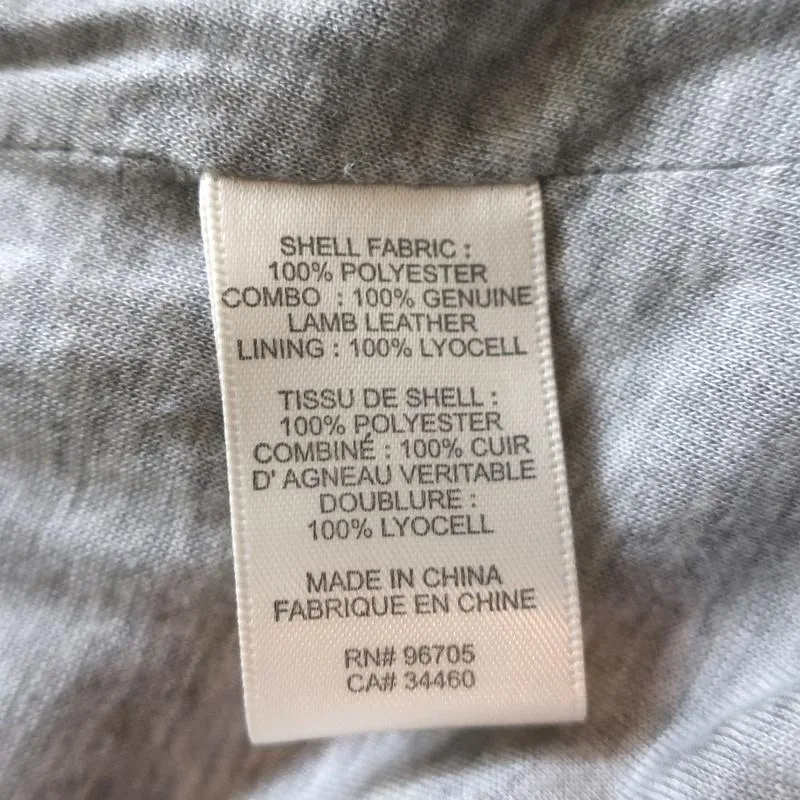 SHELL FABRIC :
100% POLYESTER
COMBO : 100% GENUINE
LAMB LEATHER
LINING : 100% LYOCELL
TISSU DE SHELL :
100% POLYESTER
COMBINÉ : 100% CUIR
D' AGNEAU VERITABLE
DOUBLURE :
100% LYOCELL
MADE IN CHINA
FABRIQUE EN CHINE
RN# 96705
CA# 34460